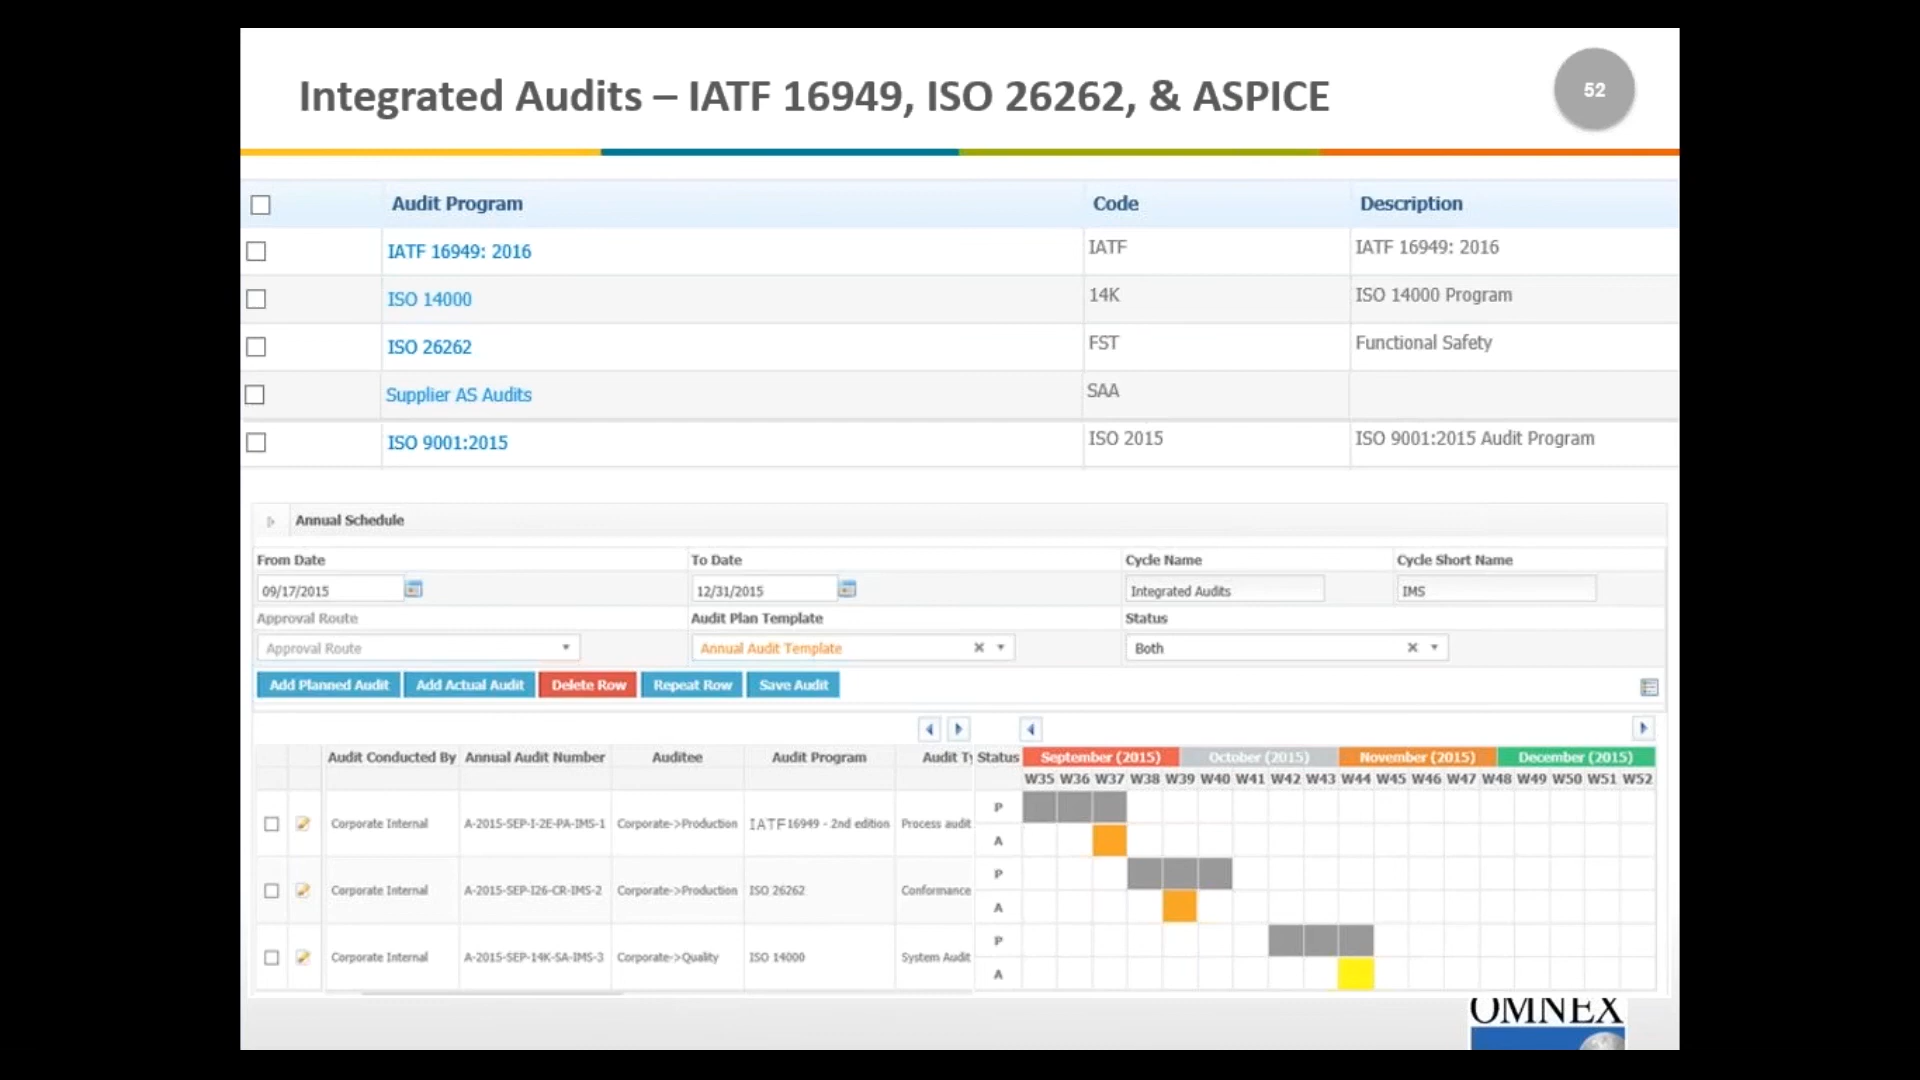 Integrated Audits – IATF 16949, ISO 26262, & ASPICE
52
Audit Program Code Description
IATF 16949: 2016 IATF IATF 16949: 2016
ISO 14000 14K ISO 14000 Program
ISO 26262 FST Functional Safety
Supplier AS Audits SAA
ISO 9001:2015 ISO 2015 ISO 9001:2015 Audit Program
Annual Schedule
From Date To Date Cycle Name Cycle Short Name
09/17/2015 12/31/2015 Integrated Audits IMS
Approval Route Audit Plan Template Status
Approval Route Annual Audit Template Both
Add Planned Audit Add Actual Audit Delete Row Repeat Row Save Audit
Audit Conducted By Annual Audit Number Auditee Audit Program Audit Ty Status September (2015) October (2015) November (2015) December (2015)
W35 W36 W37 W38 W39 W40 W41 W42 W43 W44 W45 W46 W47 W48 W49 W50 W51 W52
P
Corporate Internal A-2015-SEP-I-2E-PA-IMS-1 Corporate->Production IATF16949 - 2nd edition Process audit
A
P
Corporate Internal A-2015-SEP-I26-CR-IMS-2 Corporate->Production ISO 26262 Conformance
A
P
Corporate Internal A-2015-SEP-14K-SA-IMS-3 Corporate->Quality ISO 14000 System Audit
A
OMNEX